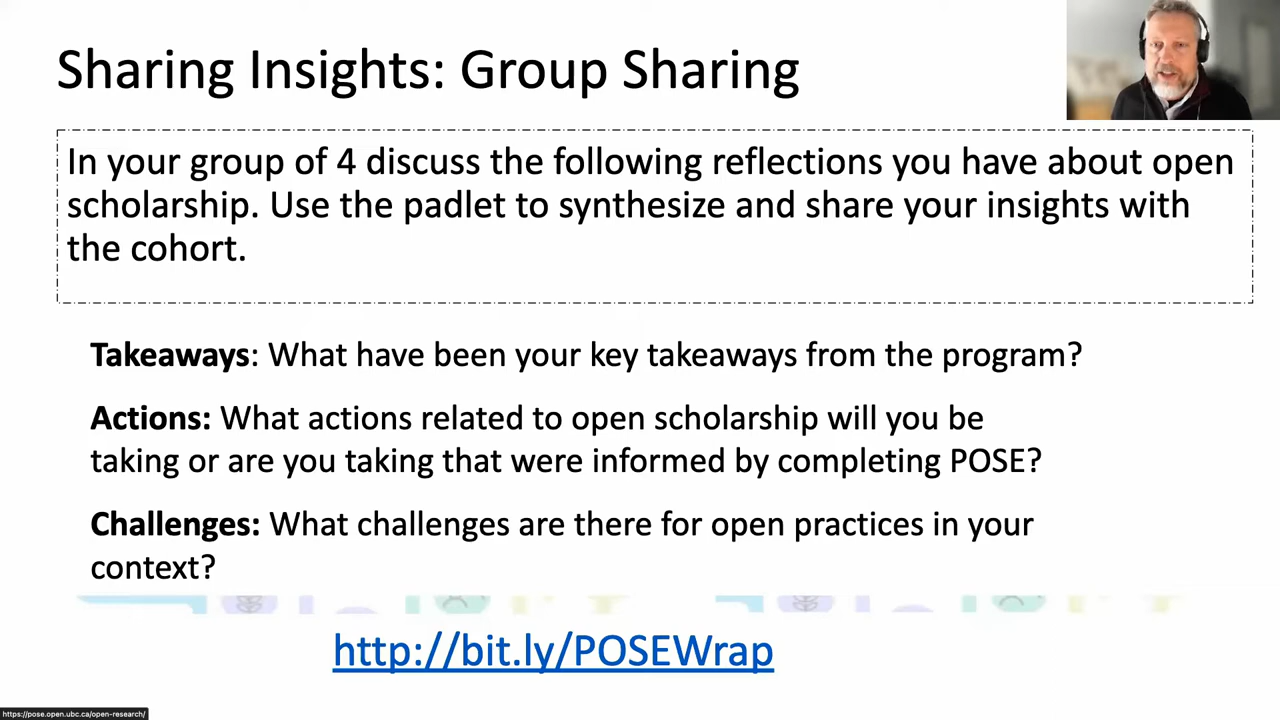 Sharing Insights: Group Sharing
In your group of 4 discuss the following reflections you have about open
scholarship. Use the padlet to synthesize and share your insights with
the cohort.
Takeaways: What have been your key takeaways from the program?
Actions: What actions related to open scholarship will you be
taking or are you taking that were informed by completing POSE?
Challenges: What challenges are there for open practices in your
context?
http://bit.ly/POSEWrap
https://pose.open.ubc.ca/open-research/